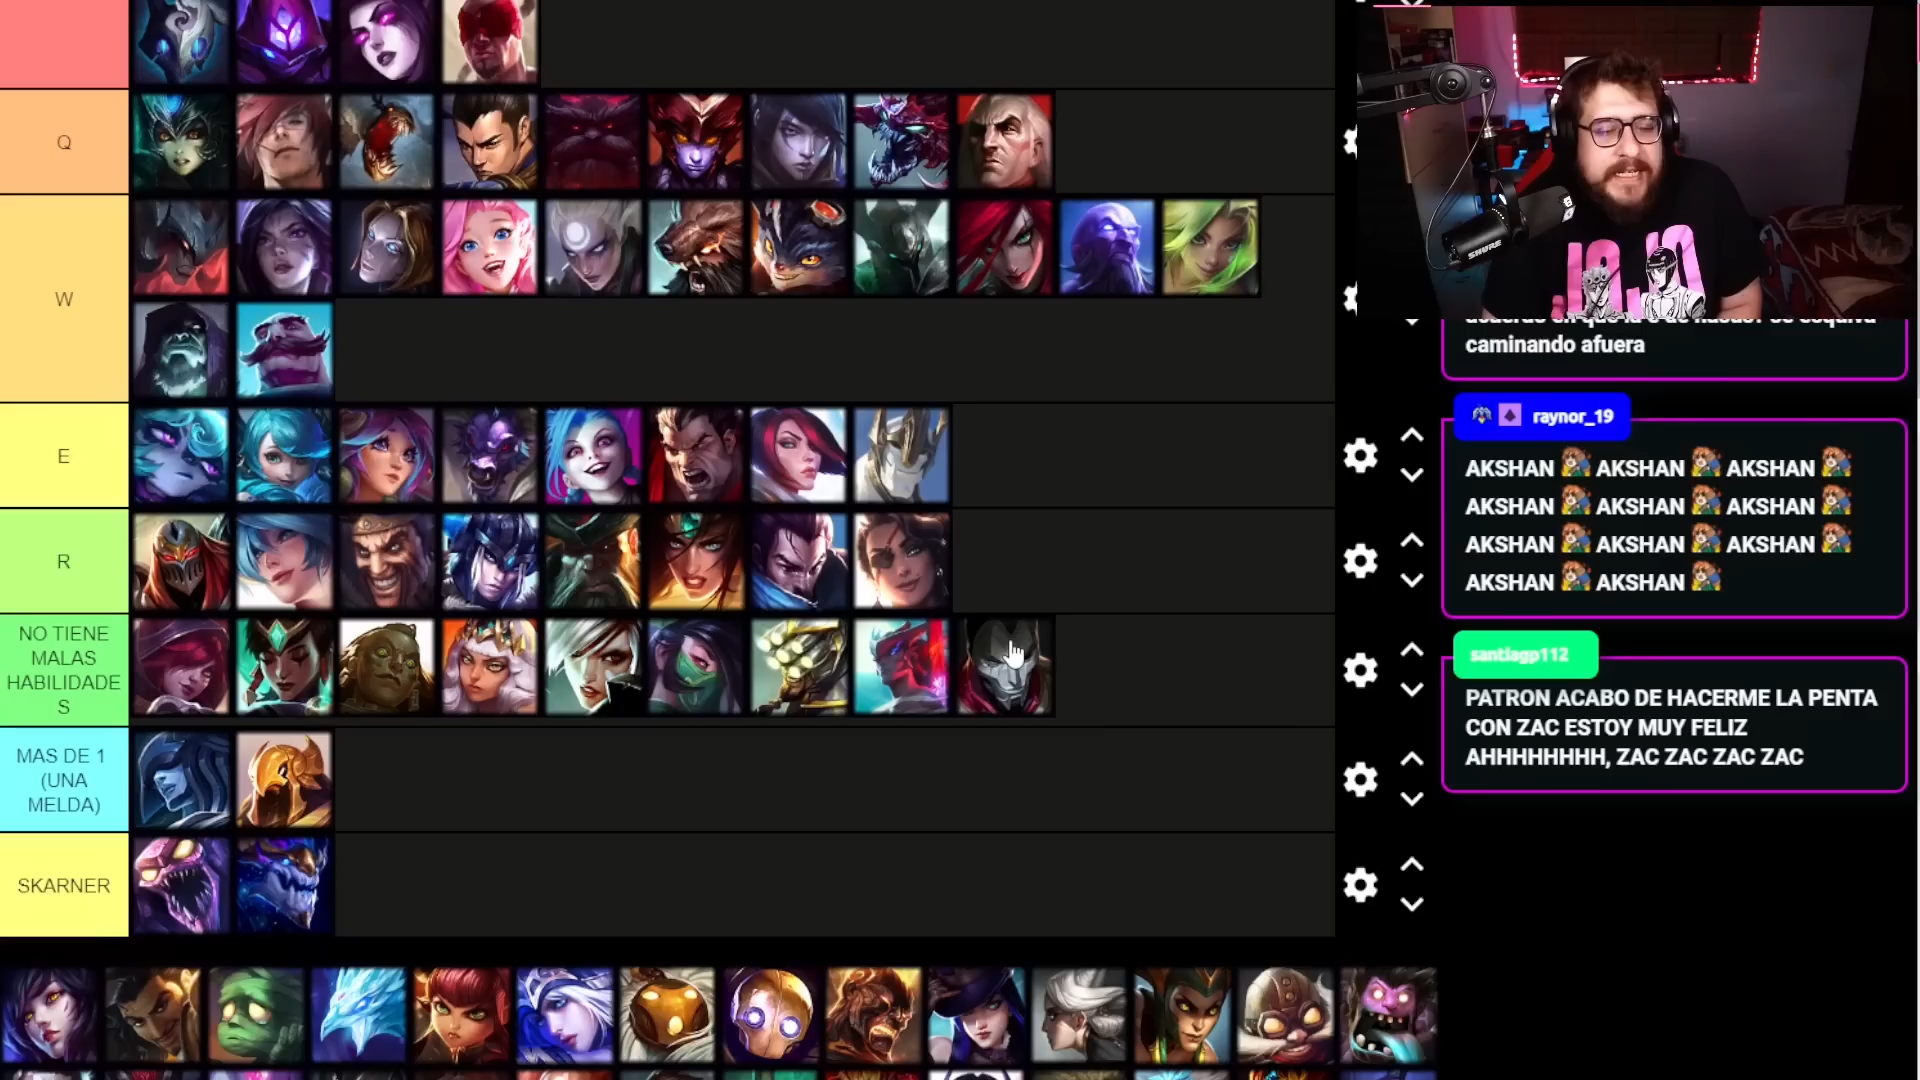 Q
W
E
R
NO TIENE
MALAS
HABILIDADE
S
MAS DE 1
(UNA
MELDA)
SKARNER
SHURE
JOJO
caminando afuera
raynor_19
AKSHAN AKSHAN AKSHAN
AKSHAN AKSHAN AKSHAN
AKSHAN AKSHAN AKSHAN
AKSHAN AKSHAN
santiagp112
PATRON ACABO DE HACERME LA PENTA
CON ZAC ESTOY MUY FELIZ
AHHHHHHHH, ZAC ZAC ZAC ZAC